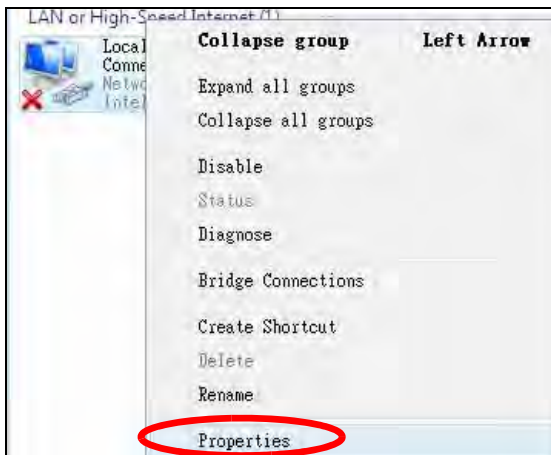 LAN or High-Speed Internet (1)
Local
Conne
Netwo
Intel
Collapse group Left Arrow
Expand all groups
Collapse all groups
Disable
Status
Diagnose
Bridge Connections
Create Shortcut
Delete
Rename
Properties